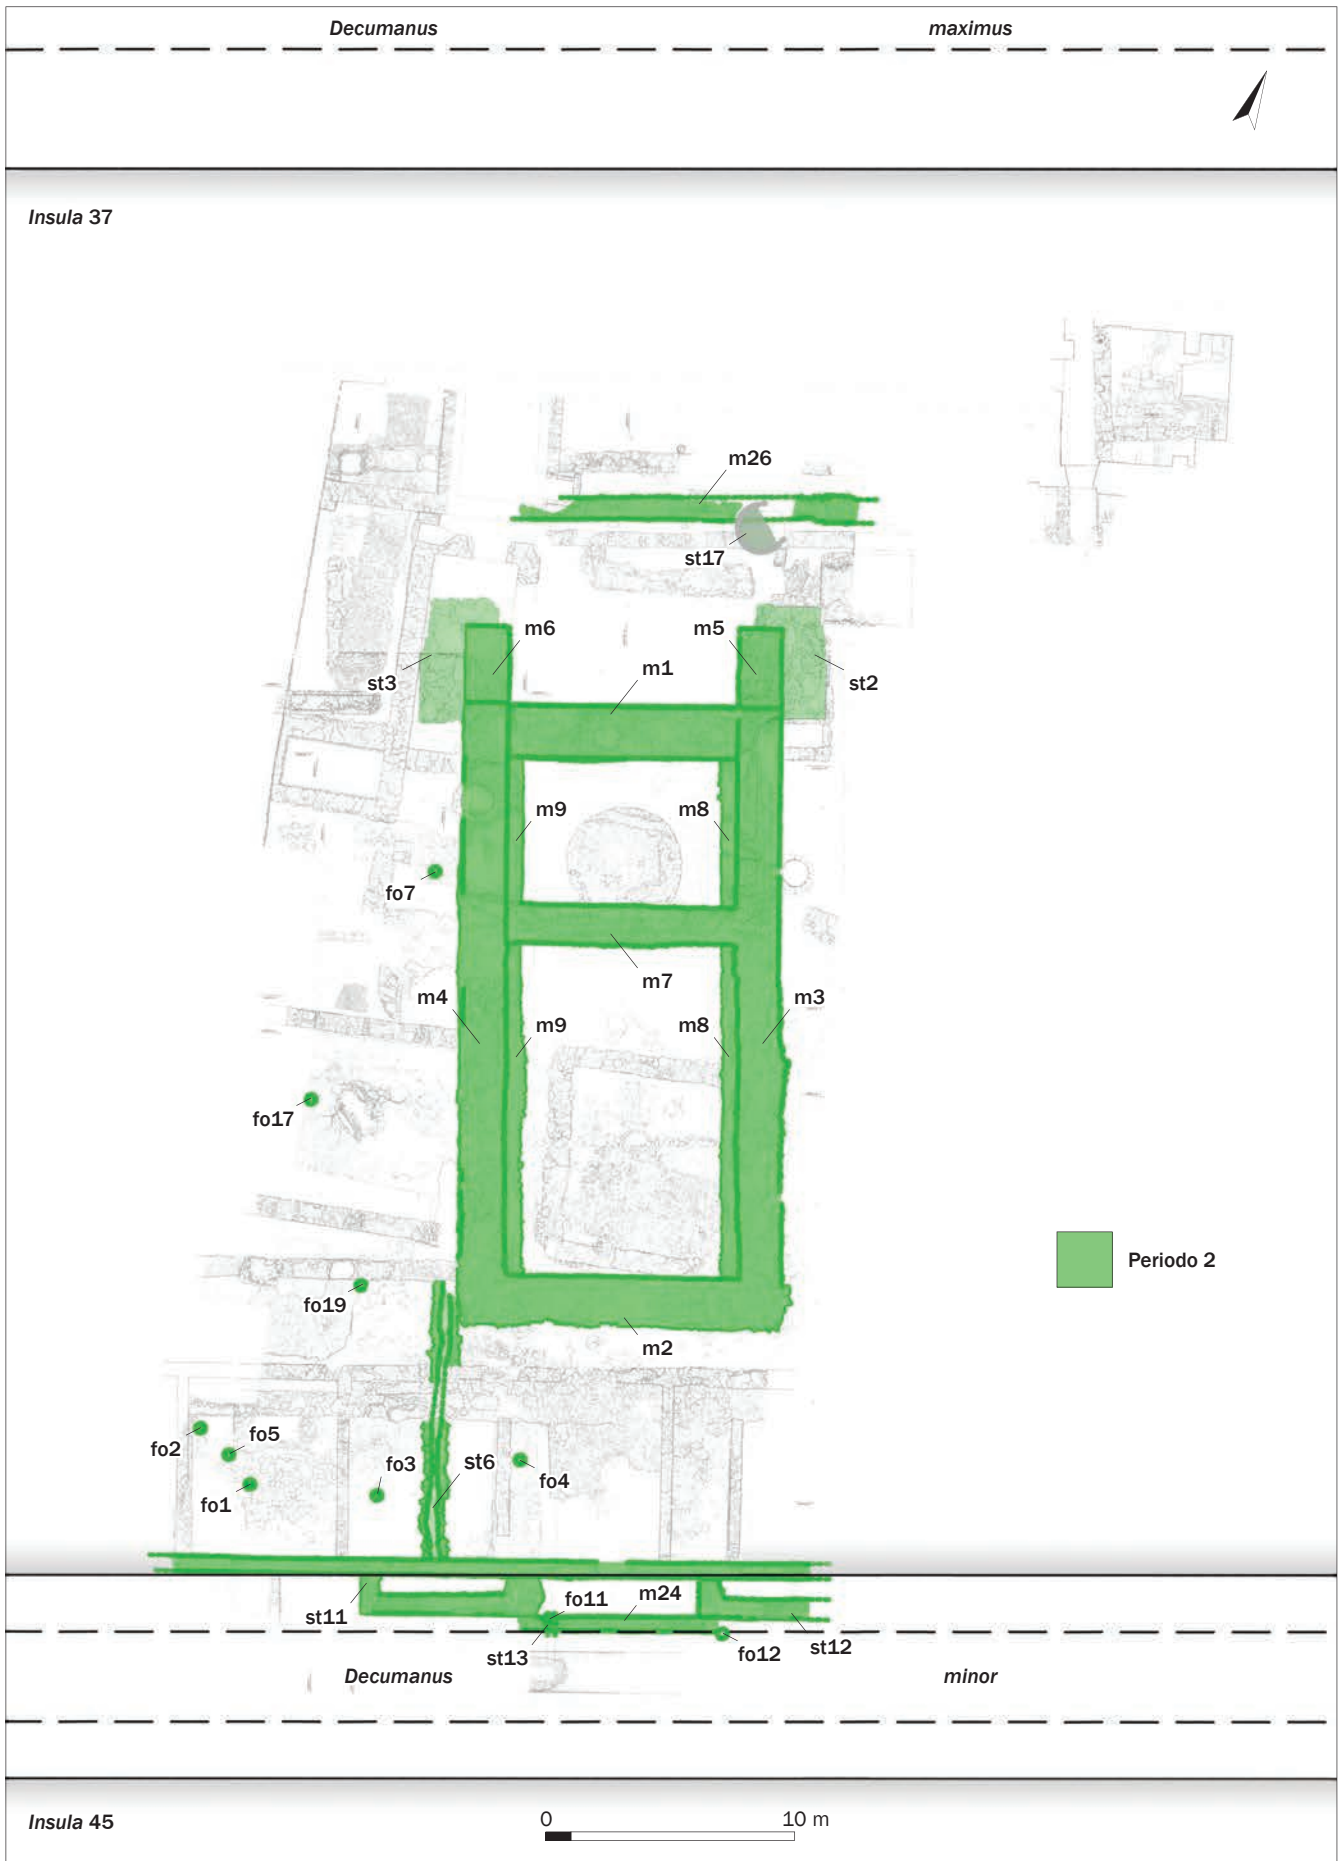 Decumanus maximus
Insula 37
m26
st17
m6 m5
m1
st3 st2
m9 m8
fo7
m7
m4 m3
m9 m8
fo17
Periodo 2
fo19
m2
fo2 fo5
fo3 st6 fo4
fo1
fo11 m24
st11
st13 fo12 st12
Decumanus minor
Insula 45
0 10 m